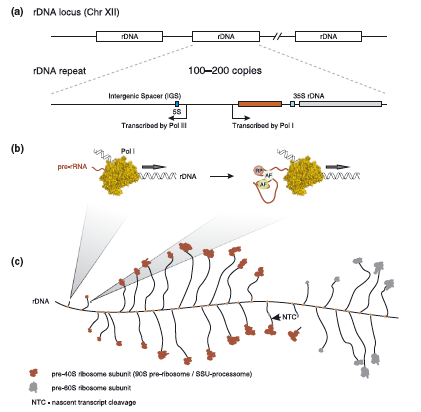 (a) rDNA locus (Chr XII)
rDNA rDNA rDNA
rDNA repeat 100–200 copies
Intergenic Spacer (IGS) 35S rDNA
5S
Transcribed by Pol III Transcribed by Pol I
(b)
Pol I
pre-rRNA
rDNA
RP
AF
AF
(c)
rDNA
NTC
pre-40S ribosome subunit (90S pre-ribosome / SSU-processome)
pre-60S ribosome subunit
NTC • nascent transcript cleavage